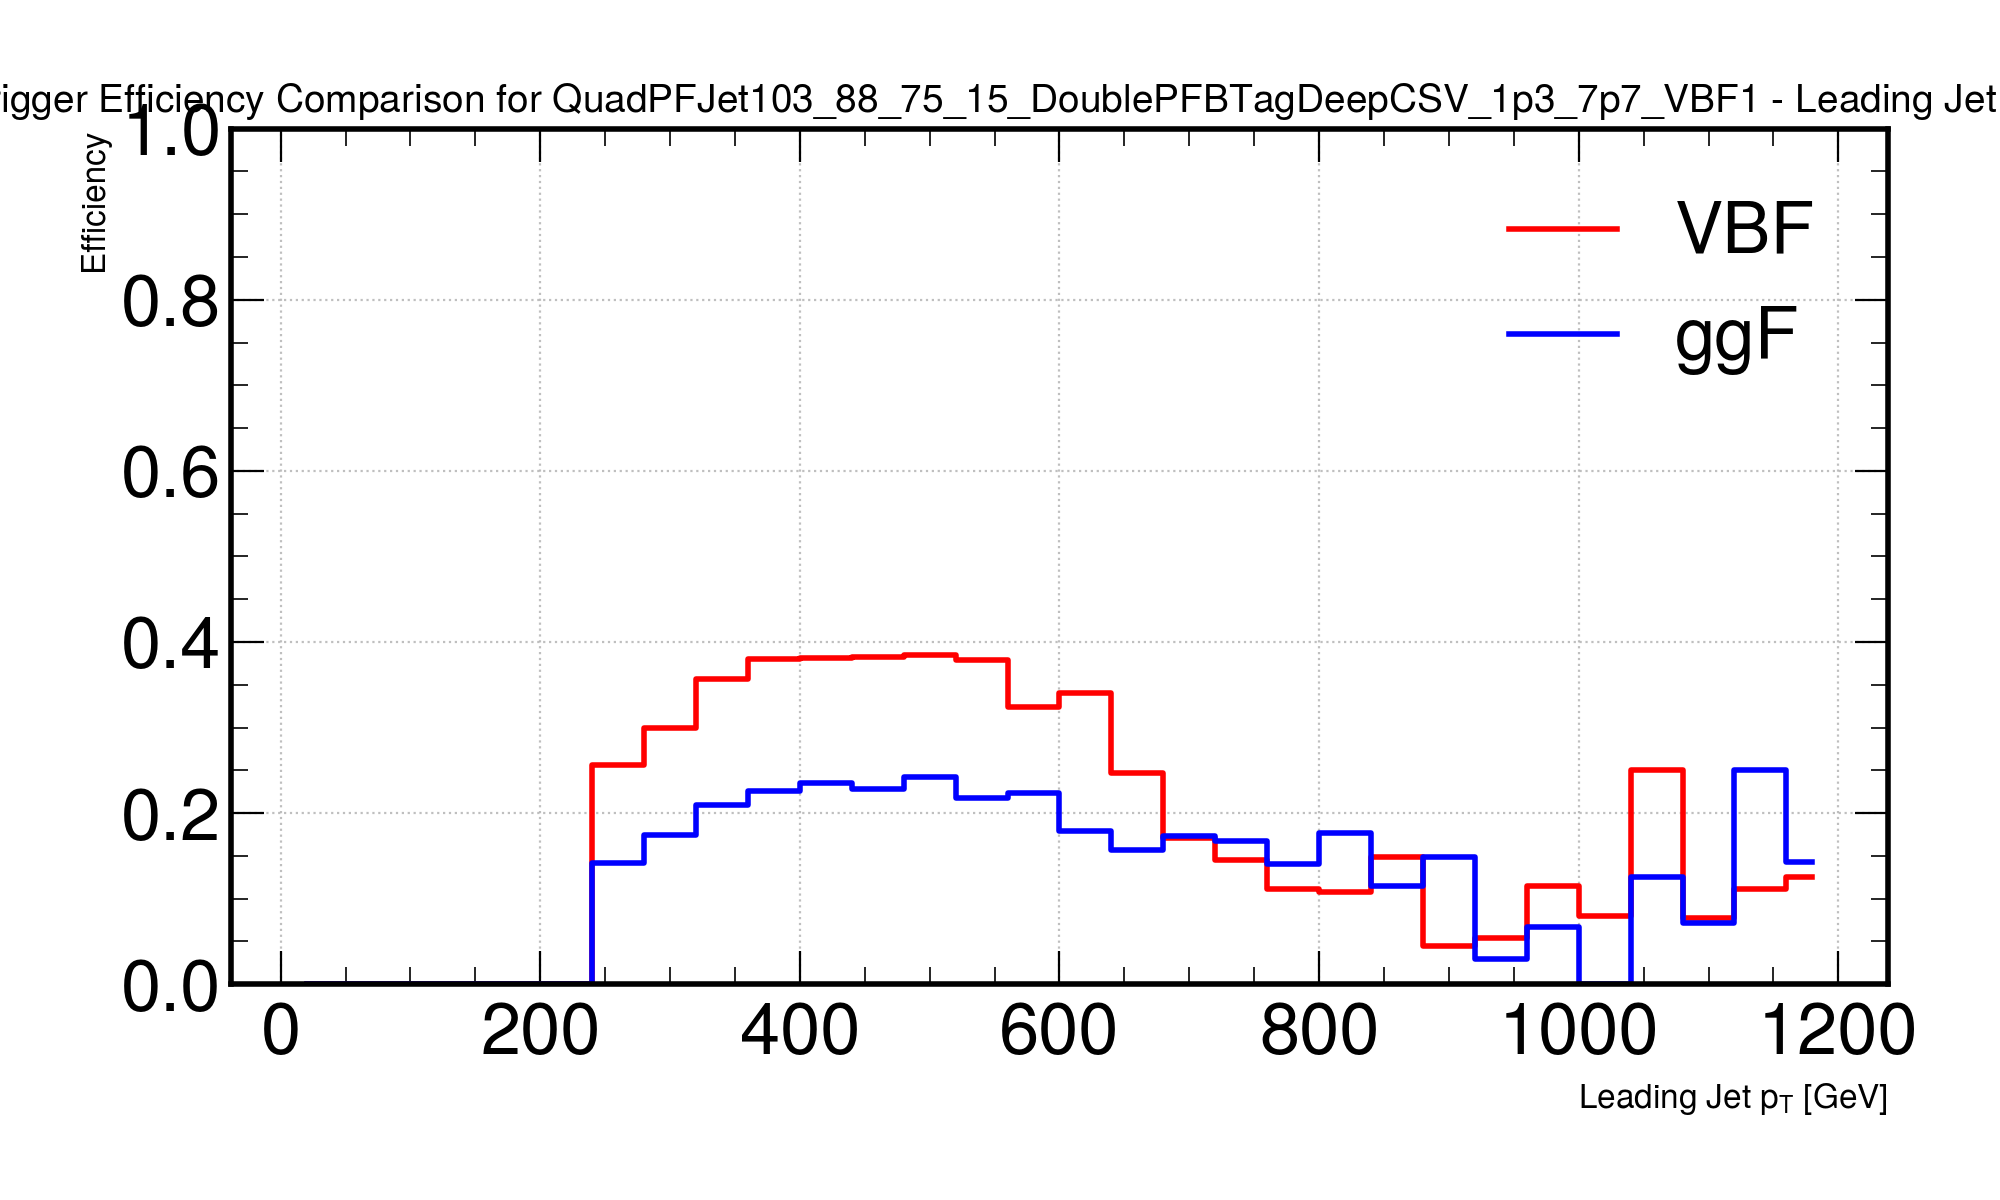 igger Efficiency Comparison for QuadPFJet103_88_75_15_DoublePFBTagDeepCSV_1p3_7p7_VBF1 - Leading Jet
Efficiency
1.0
0.8
0.6
0.4
0.2
0.0
VBF
ggF
0 200 400 600 800 1000 1200
Leading Jet pT [GeV]